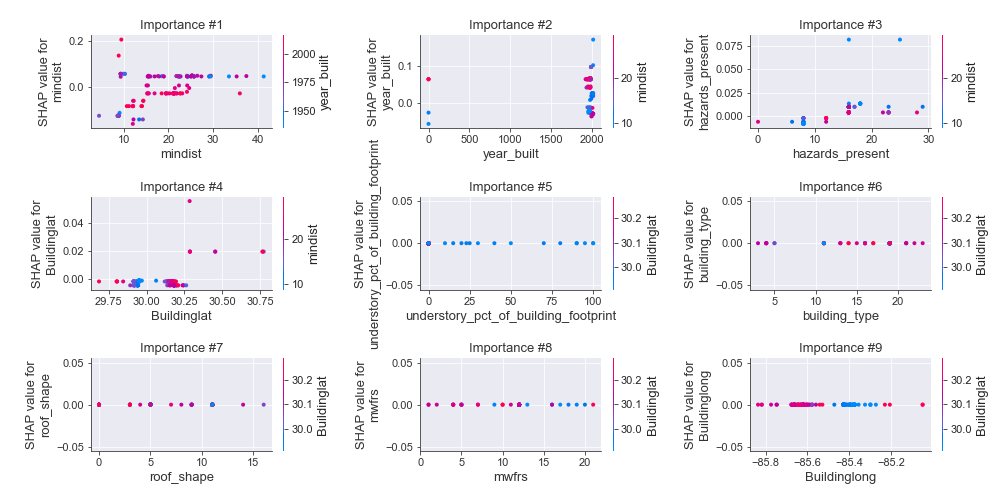 Importance #1
SHAP value for
mindist
0.2
0.0
10
20
30
40
mindist
2000
1975
1950
year_built
Importance #2
SHAP value for
year_built
0.1
0.0
0
500
1000
1500
2000
year_built
20
10
mindist
Importance #3
SHAP value for
hazards_present
0.075
0.050
0.025
0.000
0
10
20
30
hazards_present
20
10
mindist
Importance #4
SHAP value for
Buildinglat
0.04
0.02
0.00
29.75
30.00
30.25
30.50
30.75
Buildinglat
20
10
mindist
Importance #5
SHAP value for
understory_pct_of_building_footprint
0.05
0.00
−0.05
0
25
50
75
100
understory_pct_of_building_footprint
30.2
30.1
30.0
Buildinglat
Importance #6
SHAP value for
building_type
0.05
0.00
−0.05
5
10
15
20
building_type
30.2
30.1
30.0
Buildinglat
Importance #7
SHAP value for
roof_shape
0.05
0.00
−0.05
0
5
10
15
roof_shape
30.2
30.1
30.0
Buildinglat
Importance #8
SHAP value for
mwfrs
0.05
0.00
−0.05
0
5
10
15
20
mwfrs
30.2
30.1
30.0
Buildinglat
Importance #9
SHAP value for
Buildinglong
0.05
0.00
−0.05
−85.8
−85.6
−85.4
−85.2
Buildinglong
30.2
30.1
30.0
Buildinglat